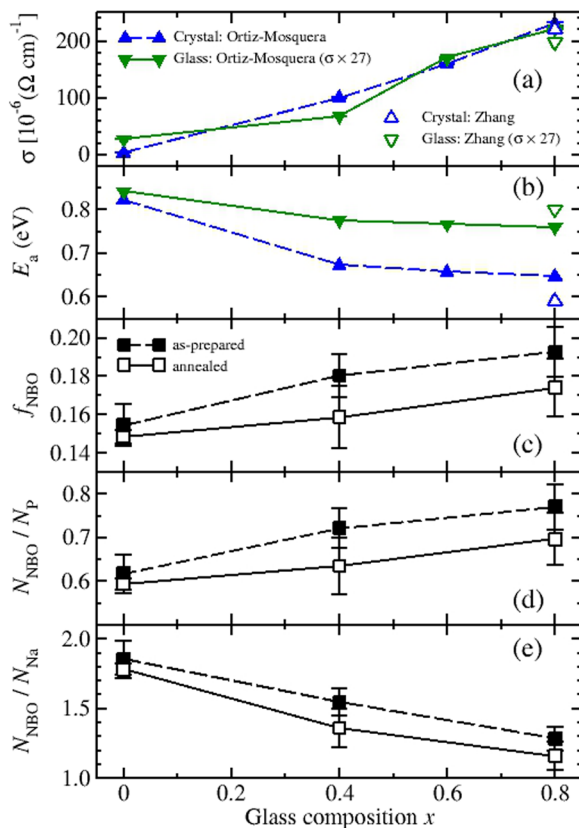 200
100
0
σ [10⁻⁶(Ω cm)⁻¹
Crystal: Ortiz-Mosquera
Glass: Ortiz-Mosquera (σ × 27)
(a)
Crystal: Zhang
Glass: Zhang (σ × 27)
0.8
0.7
0.6
Eₐ (eV)
(b)
0.20
0.18
0.16
0.14
f_NBO
as-prepared
annealed
(c)
0.8
0.7
0.6
N_NBO / N_P
(d)
2.0
1.5
1.0
N_NBO / N_Na
(e)
0 0.2 0.4 0.6 0.8
Glass composition x